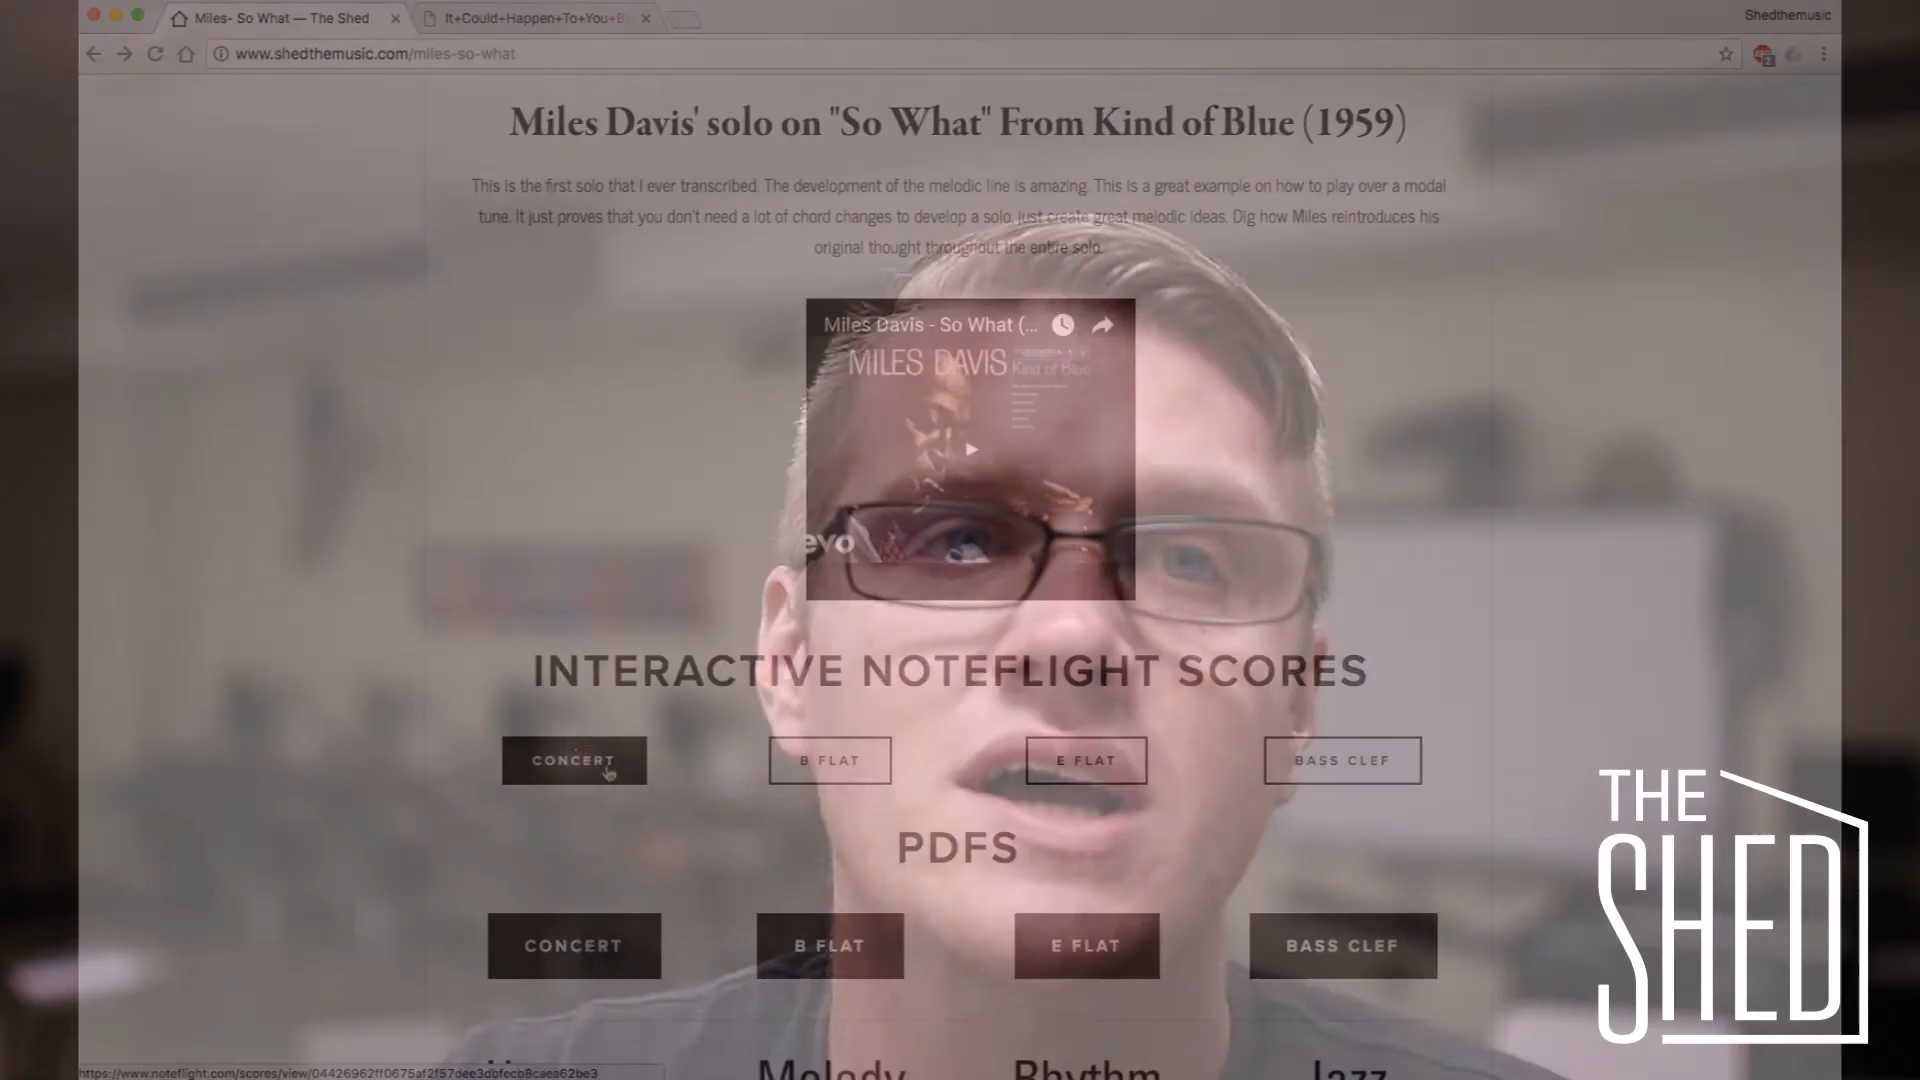 Miles- So What — The Shed
It+Could+Happen+To+You+Ba
Shedthemusic
www.shedthemusic.com/miles-so-what
2
Miles Davis' solo on "So What" From Kind of Blue (1959)
This is the first solo that I ever transcribed. The development of the melodic line is amazing. This is a great example on how to play over a modal
tune. It just proves that you don't need a lot of chord changes to develop a solo, just create great melodic ideas. Dig how Miles reintroduces his
original thought throughout the entire solo.
Miles Davis - So What (...
MILES DAVIS
Kind of Blue
evo
INTERACTIVE NOTEFLIGHT SCORES
CONCERT
B FLAT
E FLAT
BASS CLEF
PDFS
CONCERT
B FLAT
E FLAT
BASS CLEF
Melody
Rhythm
Jazz
https://www.noteflight.com/scores/view/04426962ff0675af2f57dee3dbfecb8caea62be3
THE
SHED